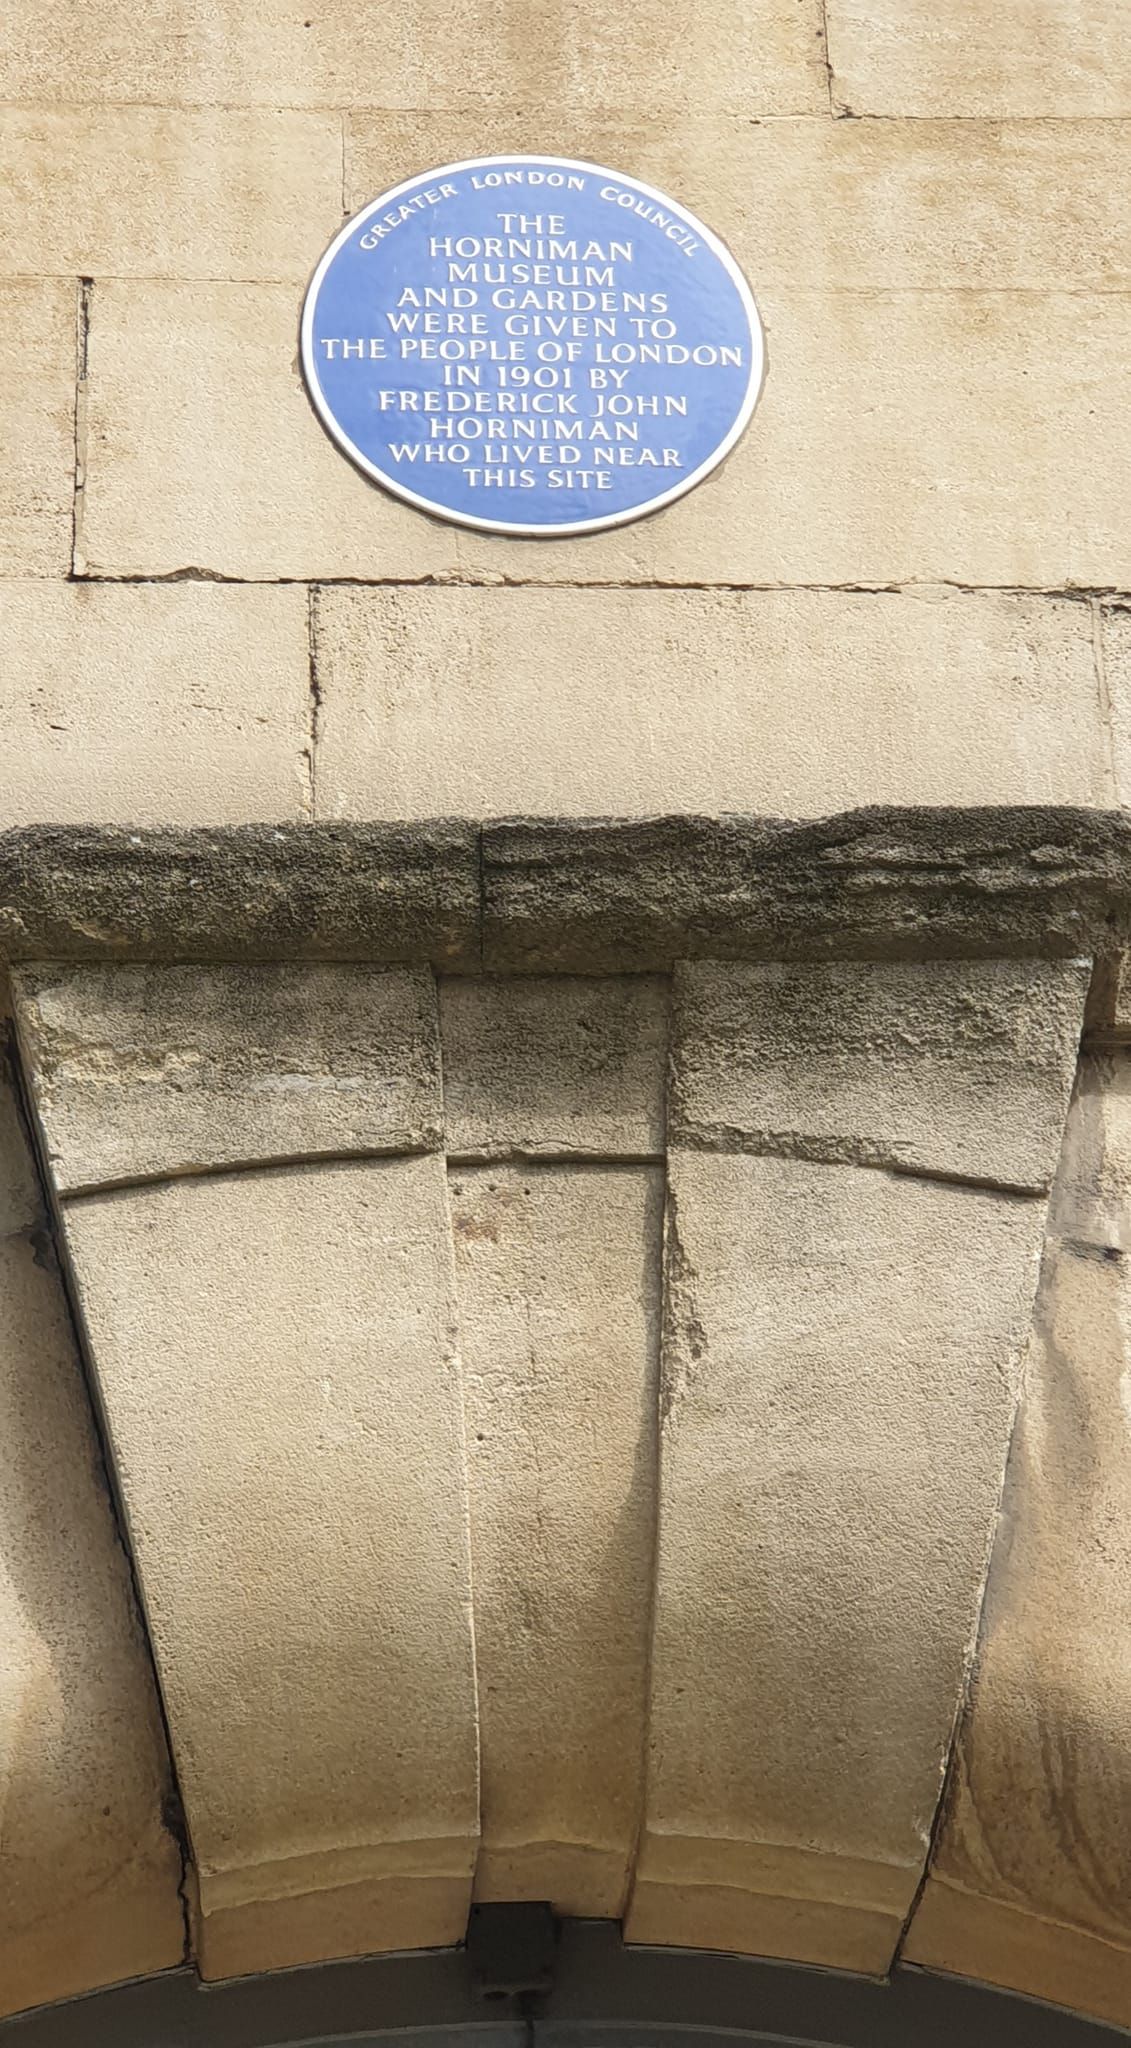 GREATER LONDON COUNCIL
THE
HORNIMAN
MUSEUM
AND GARDENS
WERE GIVEN TO
THE PEOPLE OF LONDON
IN 1901 BY
FREDERICK JOHN
HORNIMAN
WHO LIVED NEAR
THIS SITE